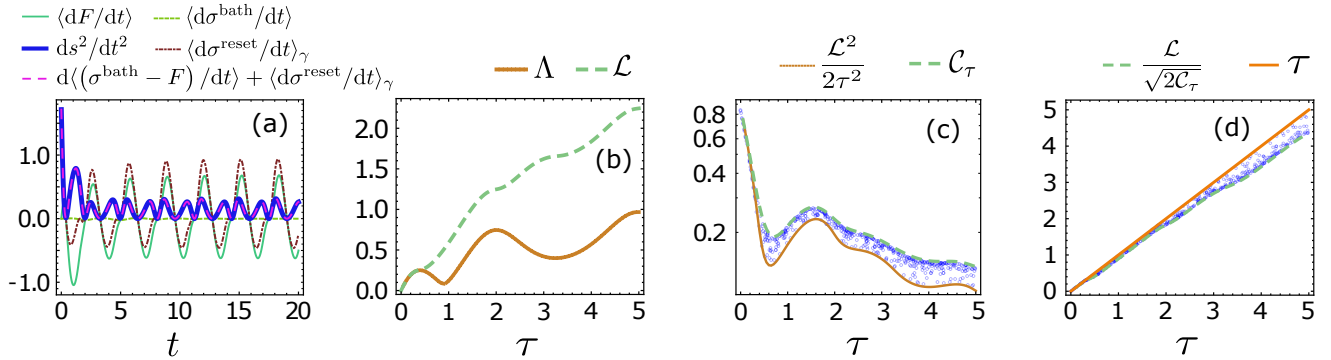 ⟨dF/dt⟩ ⟨dσ^bath/dt⟩
ds²/dt² ⟨dσ^reset/dt⟩_γ
d⟨(σ^bath − F)/dt⟩ + ⟨dσ^reset/dt⟩_γ
(a)
1.0
0.0
-1.0
0 5 10 15 20
t
Λ ℒ
(b)
2.0
1.5
1.0
0.5
0.0
0 1 2 3 4 5
τ
ℒ²/2τ² 𝒞_τ
(c)
0.8
0.6
0.4
0.2
0 1 2 3 4 5
τ
ℒ/√2𝒞_τ τ
(d)
5
4
3
2
1
0
0 1 2 3 4 5
τ